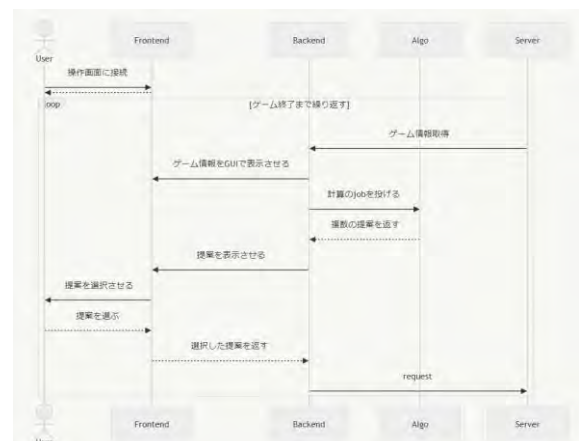 User
Frontend
Backend
Algo
Server
操作画面に接続
loop
[ゲーム終了まで繰り返す]
ゲーム情報取得
ゲーム情報をGUIで表示させる
計算のjobを投げる
複数の提案を返す
提案を表示させる
提案を選択させる
提案を選ぶ
選択した提案を返す
request
User
Frontend
Backend
Algo
Server